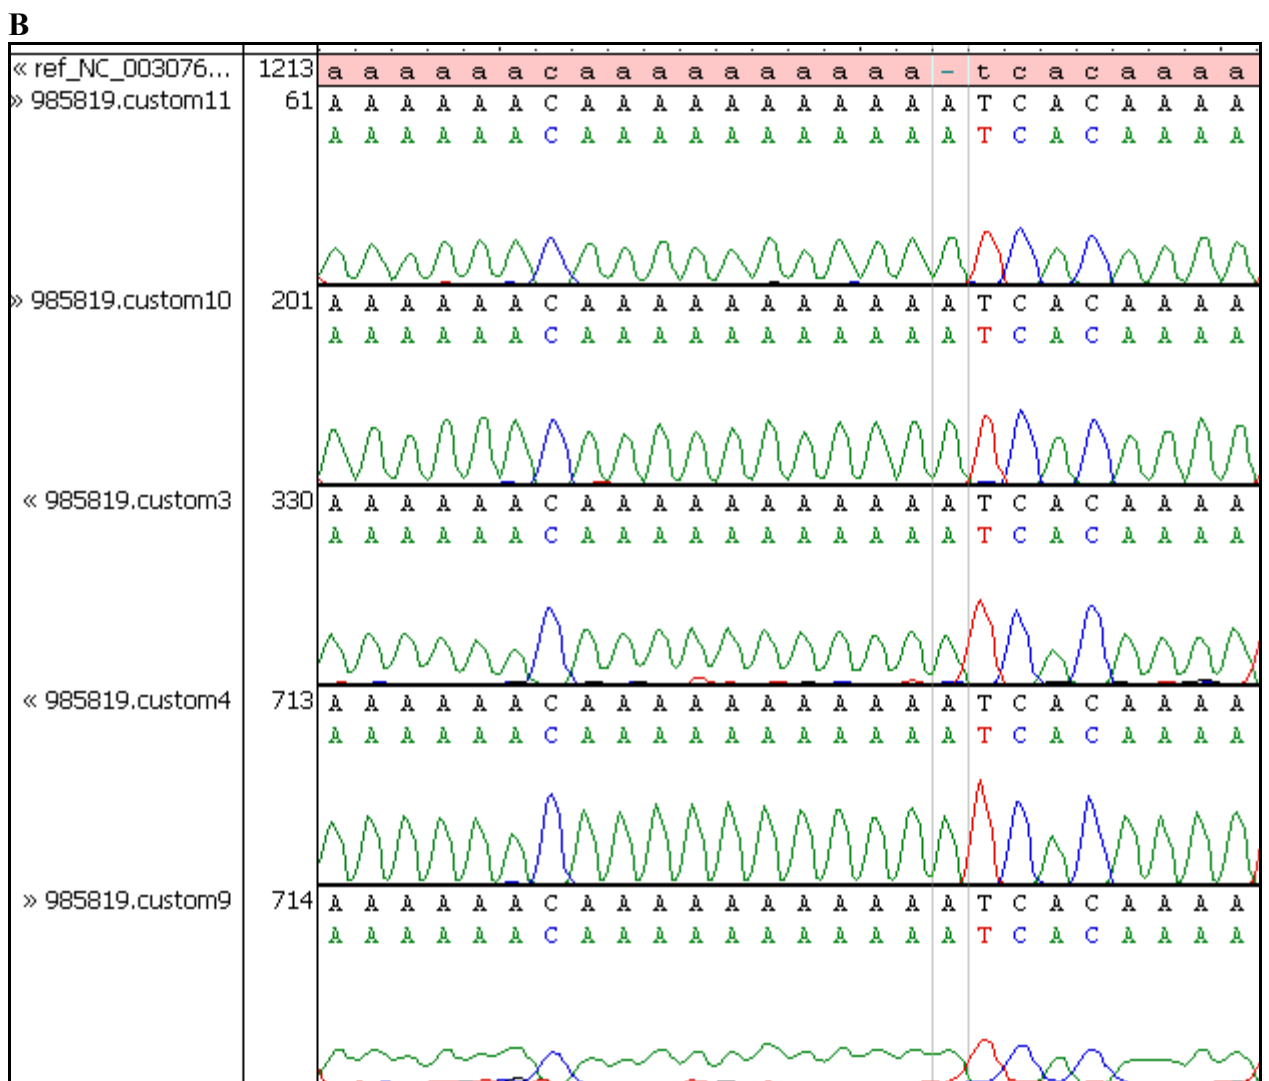 B
« ref_NC_003076... 1213 a a a a a a c a a a a a a a a a a - t c a c a a a a
» 985819.custom11 61 A A A A A A C A A A A A A A A A A A T C A C A A A A
A A A A A A C A A A A A A A A A A A T C A C A A A A
» 985819.custom10 201 A A A A A A C A A A A A A A A A A A T C A C A A A A
A A A A A A C A A A A A A A A A A A T C A C A A A A
« 985819.custom3 330 A A A A A A C A A A A A A A A A A A T C A C A A A A
A A A A A A C A A A A A A A A A A A T C A C A A A A
« 985819.custom4 713 A A A A A A C A A A A A A A A A A A T C A C A A A A
A A A A A A C A A A A A A A A A A A T C A C A A A A
» 985819.custom9 714 A A A A A A C A A A A A A A A A A A T C A C A A A A
A A A A A A C A A A A A A A A A A A T C A C A A A A